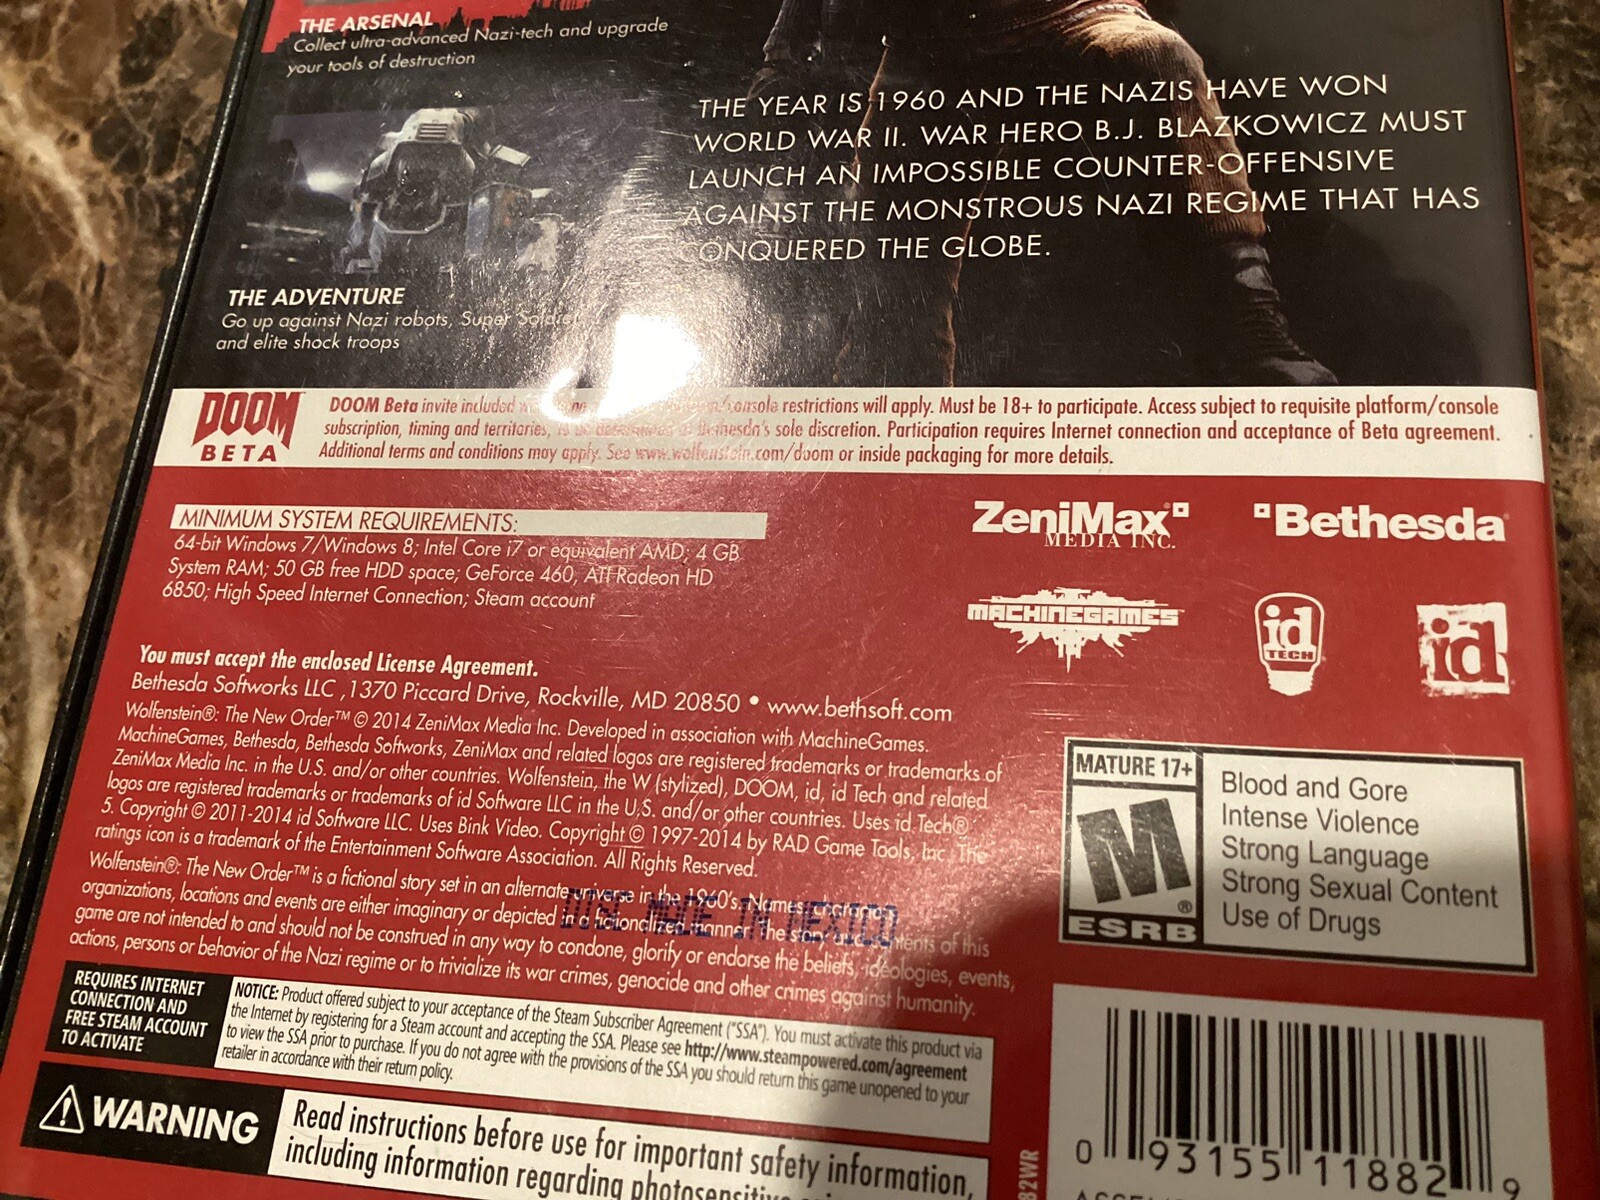 THE ARSENAL
Collect ultra-advanced Nazi-tech and upgrade
your tools of destruction
THE YEAR IS 1960 AND THE NAZIS HAVE WON
WORLD WAR II. WAR HERO B.J. BLAZKOWICZ MUST
LAUNCH AN IMPOSSIBLE COUNTER-OFFENSIVE
AGAINST THE MONSTROUS NAZI REGIME THAT HAS
CONQUERED THE GLOBE.
THE ADVENTURE
Go up against Nazi robots, Super Soldiers
and elite shock troops
DOOM
BETA
DOOM Beta invite included restrictions will apply. Must be 18+ to participate. Access subject to requisite platform/console
subscription, timing and territories, to be determined at Bethesda's sole discretion. Participation requires Internet connection and acceptance of Beta agreement.
Additional terms and conditions may apply. See www.wolfenstein.com/doom or inside packaging for more details.
MINIMUM SYSTEM REQUIREMENTS:
64-bit Windows 7/Windows 8; Intel Core i7 or equivalent AMD; 4 GB
System RAM; 50 GB free HDD space; GeForce 460, ATI Radeon HD
6850; High Speed Internet Connection; Steam account
ZeniMax
MEDIA INC.
Bethesda
MACHINEGAMES
id
TECH
id
You must accept the enclosed License Agreement.
Bethesda Softworks LLC , 1370 Piccard Drive, Rockville, MD 20850 • www.bethsoft.com
Wolfenstein®: The New Order™ © 2014 ZeniMax Media Inc. Developed in association with MachineGames.
MachineGames, Bethesda, Bethesda Softworks, ZeniMax and related logos are registered trademarks or trademarks of
ZeniMax Media Inc. in the U.S. and/or other countries. Wolfenstein, the W (stylized), DOOM, id, id Tech and related
logos are registered trademarks or trademarks of id Software LLC in the U.S. and/or other countries. Uses id Tech®
5. Copyright © 2011-2014 id Software LLC. Uses Bink Video. Copyright © 1997-2014 by RAD Game Tools, Inc. The
ratings icon is a trademark of the Entertainment Software Association. All Rights Reserved.
Wolfenstein®: The New Order™ is a fictional story set in an alternate universe in the 1960's. Names, characters,
organizations, locations and events are either imaginary or depicted in a fictionalized manner. The story and contents of this
game are not intended to and should not be construed in any way to condone, glorify or endorse the beliefs, ideologies, events,
actions, persons or behavior of the Nazi regime or to trivialize its war crimes, genocide and other crimes against humanity.
DISC MADE IN MEXICO
MATURE 17+
M
®
ESRB
Blood and Gore
Intense Violence
Strong Language
Strong Sexual Content
Use of Drugs
REQUIRES INTERNET
CONNECTION AND
FREE STEAM ACCOUNT
TO ACTIVATE
NOTICE: Product offered subject to your acceptance of the Steam Subscriber Agreement ("SSA"). You must activate this product via
the Internet by registering for a Steam account and accepting the SSA. Please see http://www.steampowered.com/agreement
to view the SSA prior to purchase. If you do not agree with the provisions of the SSA you should return this game unopened to your
retailer in accordance with their return policy.
WARNING
Read instructions before use for important safety information,
including information regarding photosensitive
82WR
0 93155 11882 9